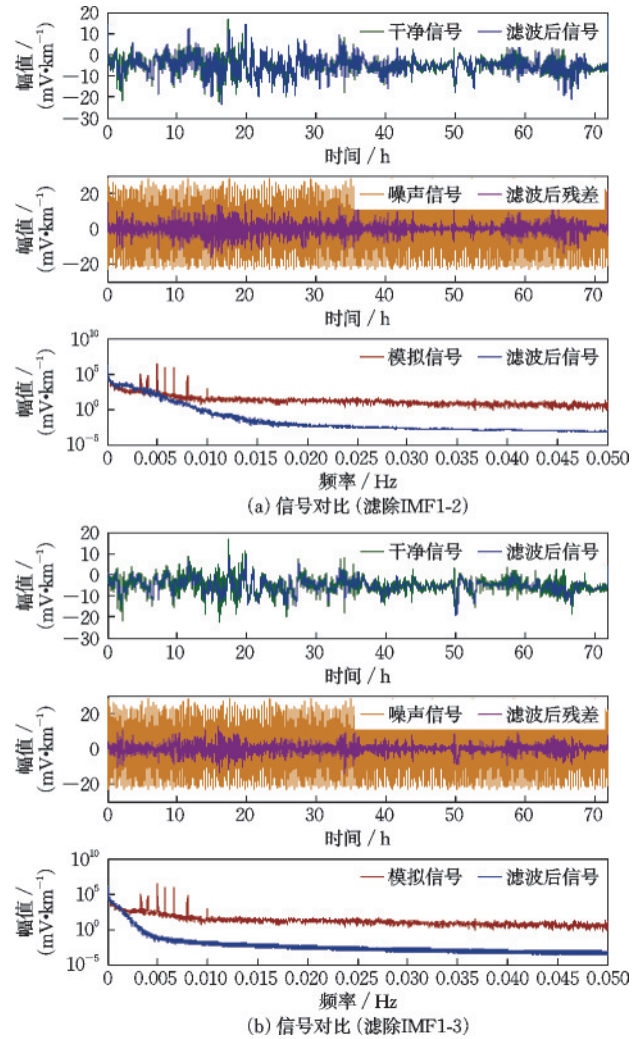 干净信号 滤波后信号
幅值 /
(mV•km⁻¹)
20
10
0
−10
−20
−30
0 10 20 30 40 50 60 70
时间 / h
噪声信号 滤波后残差
幅值 /
(mV•km⁻¹)
20
0
−20
0 10 20 30 40 50 60 70
时间 / h
模拟信号 滤波后信号
幅值 /
(mV•km⁻¹)
10¹⁰
10⁵
10⁰
10⁻⁵
0 0.005 0.010 0.015 0.020 0.025 0.030 0.035 0.040 0.045 0.050
频率 / Hz
(a) 信号对比 (滤除IMF1-2)
干净信号 滤波后信号
幅值 /
(mV•km⁻¹)
20
10
0
−10
−20
−30
0 10 20 30 40 50 60 70
时间 / h
噪声信号 滤波后残差
幅值 /
(mV•km⁻¹)
20
0
−20
0 10 20 30 40 50 60 70
时间 / h
模拟信号 滤波后信号
幅值 /
(mV•km⁻¹)
10¹⁰
10⁵
10⁰
10⁻⁵
0 0.005 0.010 0.015 0.020 0.025 0.030 0.035 0.040 0.045 0.050
频率 / Hz
(b) 信号对比 (滤除IMF1-3)